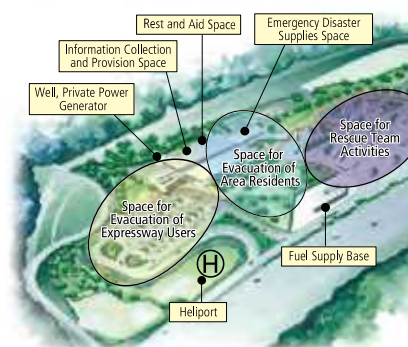 Rest and Aid Space
Emergency Disaster
Supplies Space
Information Collection
and Provision Space
Well, Private Power
Generator
Space for
Rescue Team
Activities
Space for
Evacuation of
Area Residents
Space for
Evacuation of
Expressway Users
Fuel Supply Base
H
Heliport